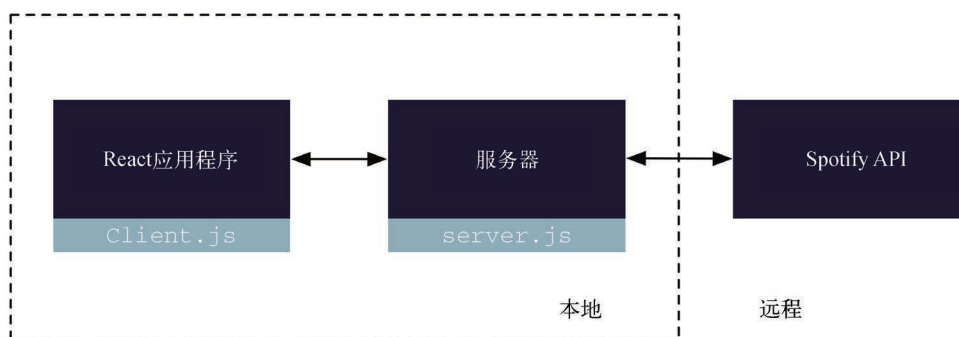 React应用程序
服务器
Spotify API
Client.js
server.js
本地
远程